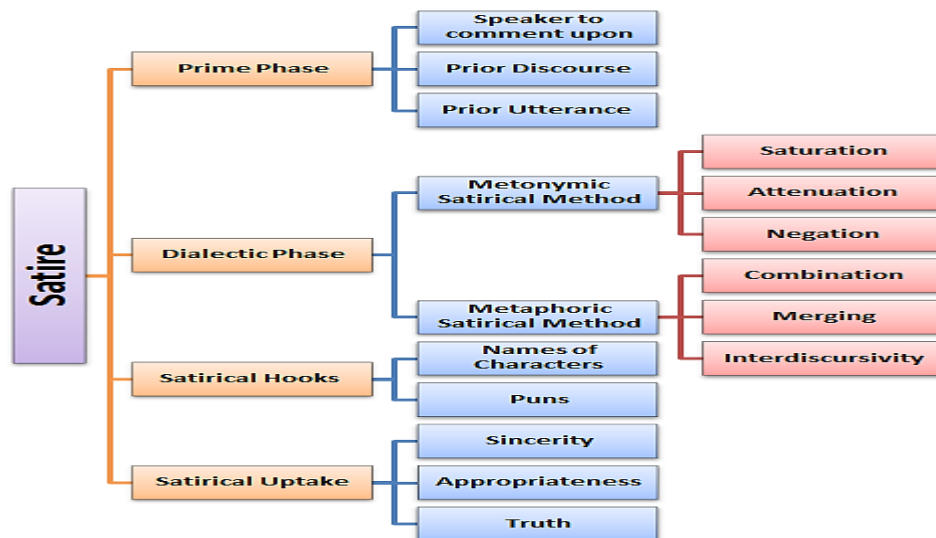 Satire
Prime Phase
Speaker to
comment upon
Prior Discourse
Prior Utterance
Dialectic Phase
Metonymic
Satirical Method
Saturation
Attenuation
Negation
Metaphoric
Satirical Method
Combination
Merging
Interdiscursivity
Satirical Hooks
Names of
Characters
Puns
Satirical Uptake
Sincerity
Appropriateness
Truth